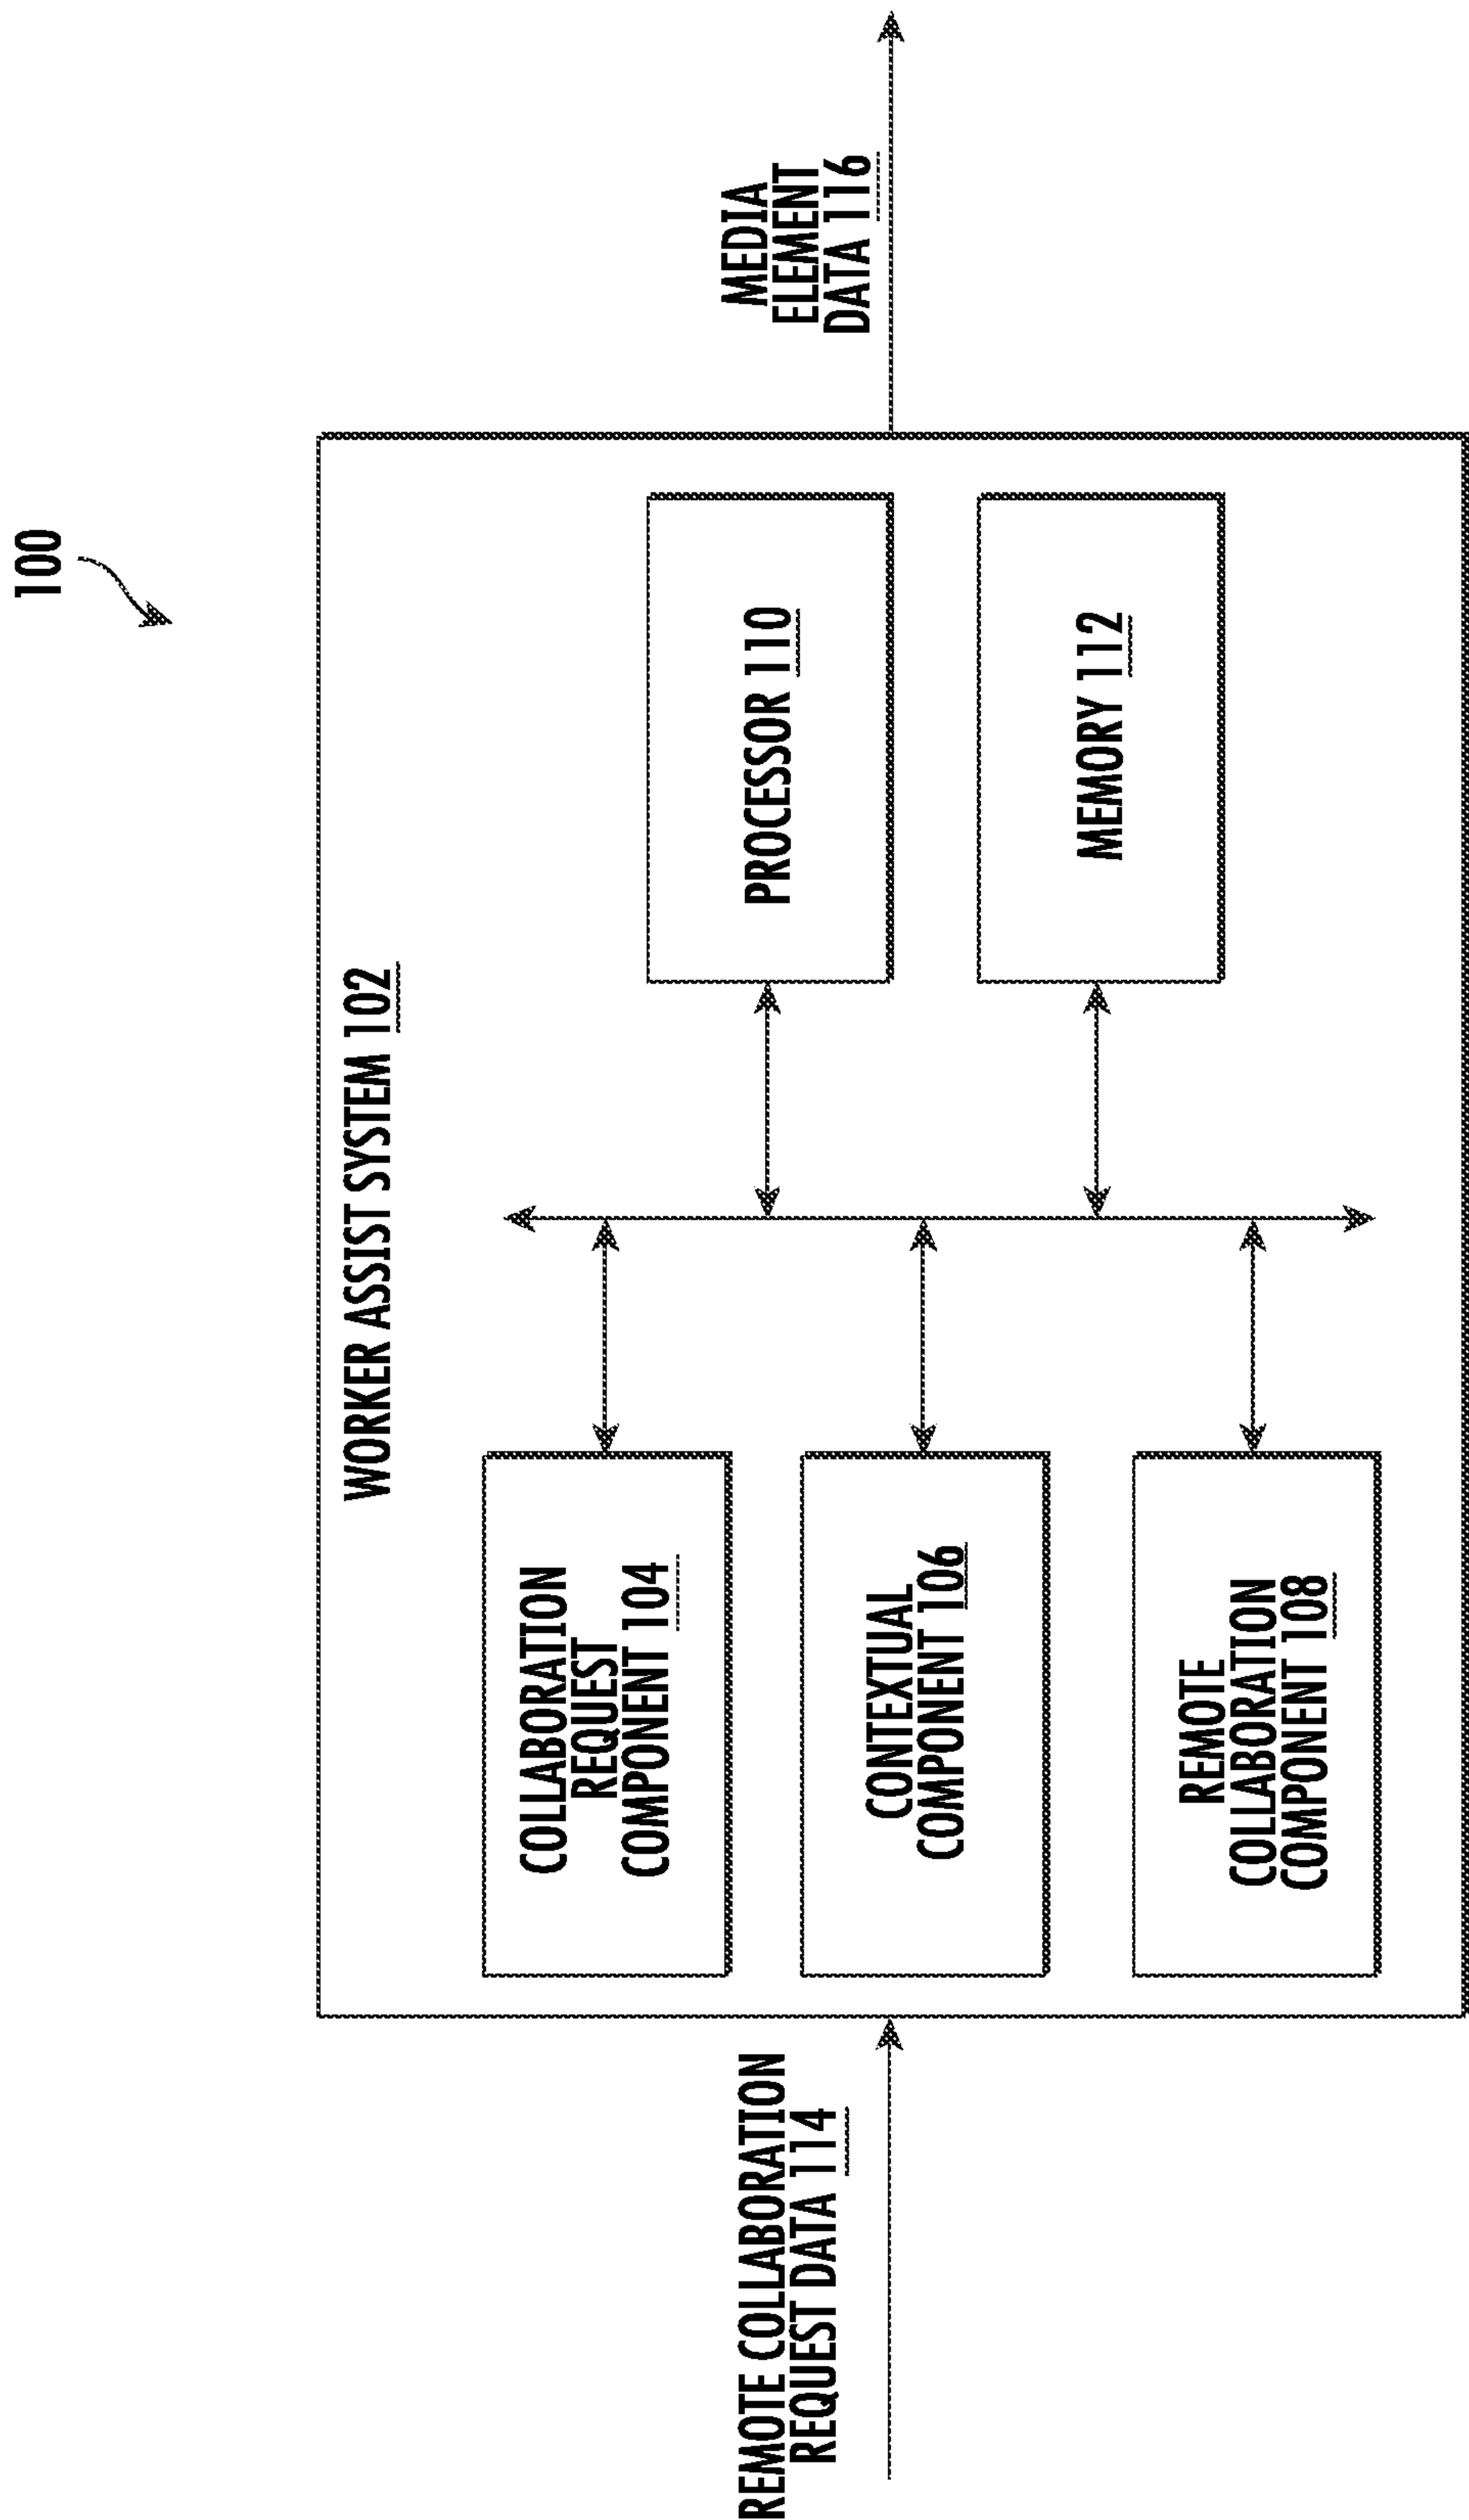 100
WORKER ASSIST SYSTEM 102
REMOTE COLLABORATION
REQUEST DATA 114
COLLABORATION
REQUEST
COMPONENT 104
CONTEXTUAL
COMPONENT 106
REMOTE
COLLABORATION
COMPONENT 108
PROCESSOR 110
MEMORY 112
MEDIA
ELEMENT
DATA 116